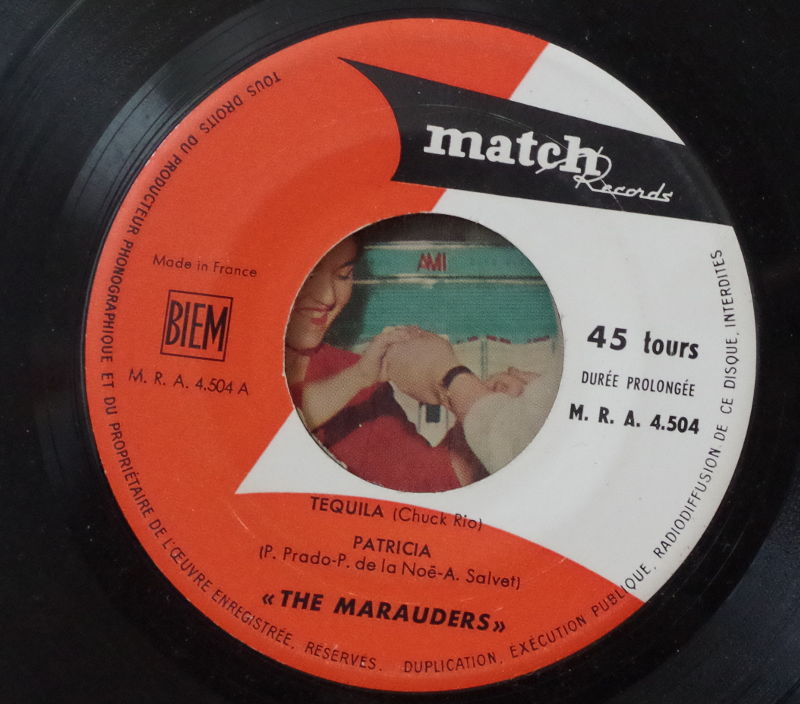 match
Records
Made in France
BIEM
M. R. A. 4.504 A
AMI
45 tours
DURÉE PROLONGÉE
M. R. A. 4.504
TEQUILA (Chuck Rio)
PATRICIA
(P. Prado-P. de la Noë-A. Salvet)
« THE MARAUDERS »
TOUS DROITS DU PRODUCTEUR PHONOGRAPHIQUE ET DU PROPRIÉTAIRE DE L'ŒUVRE ENREGISTRÉE, RÉSERVÉS. DUPLICATION, EXÉCUTION PUBLIQUE, RADIODIFFUSION DE CE DISQUE, INTERDITES